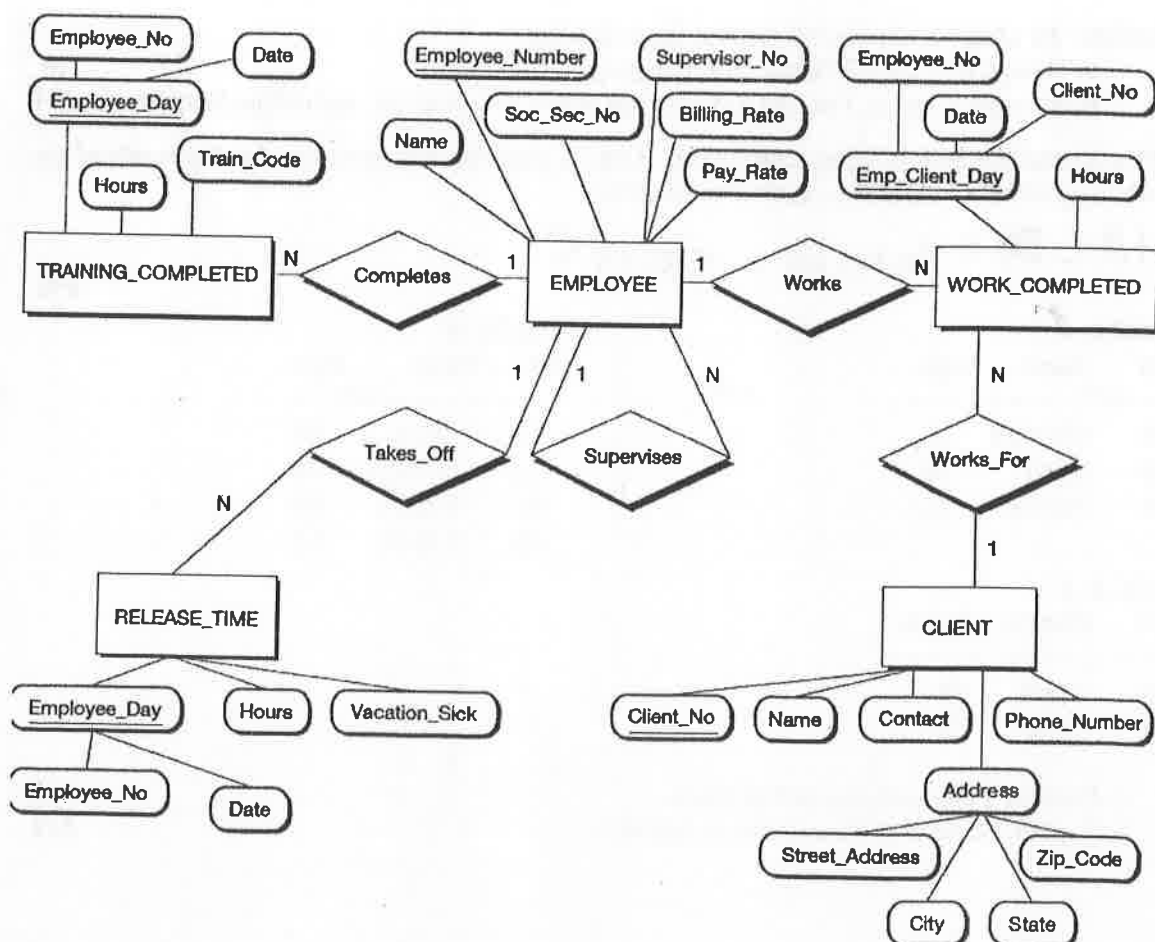 Employee_No
Date
Employee_Day
Train_Code
Hours
TRAINING_COMPLETED
N
Completes
1
Employee_Number
Supervisor_No
Soc_Sec_No
Billing_Rate
Name
Pay_Rate
EMPLOYEE
1
Works
N
Employee_No
Client_No
Date
Emp_Client_Day
Hours
WORK_COMPLETED
1
1
N
N
Takes_Off
Supervises
Works_For
N
1
RELEASE_TIME
CLIENT
Employee_Day
Hours
Vacation_Sick
Employee_No
Date
Client_No
Name
Contact
Phone_Number
Address
Street_Address
Zip_Code
City
State